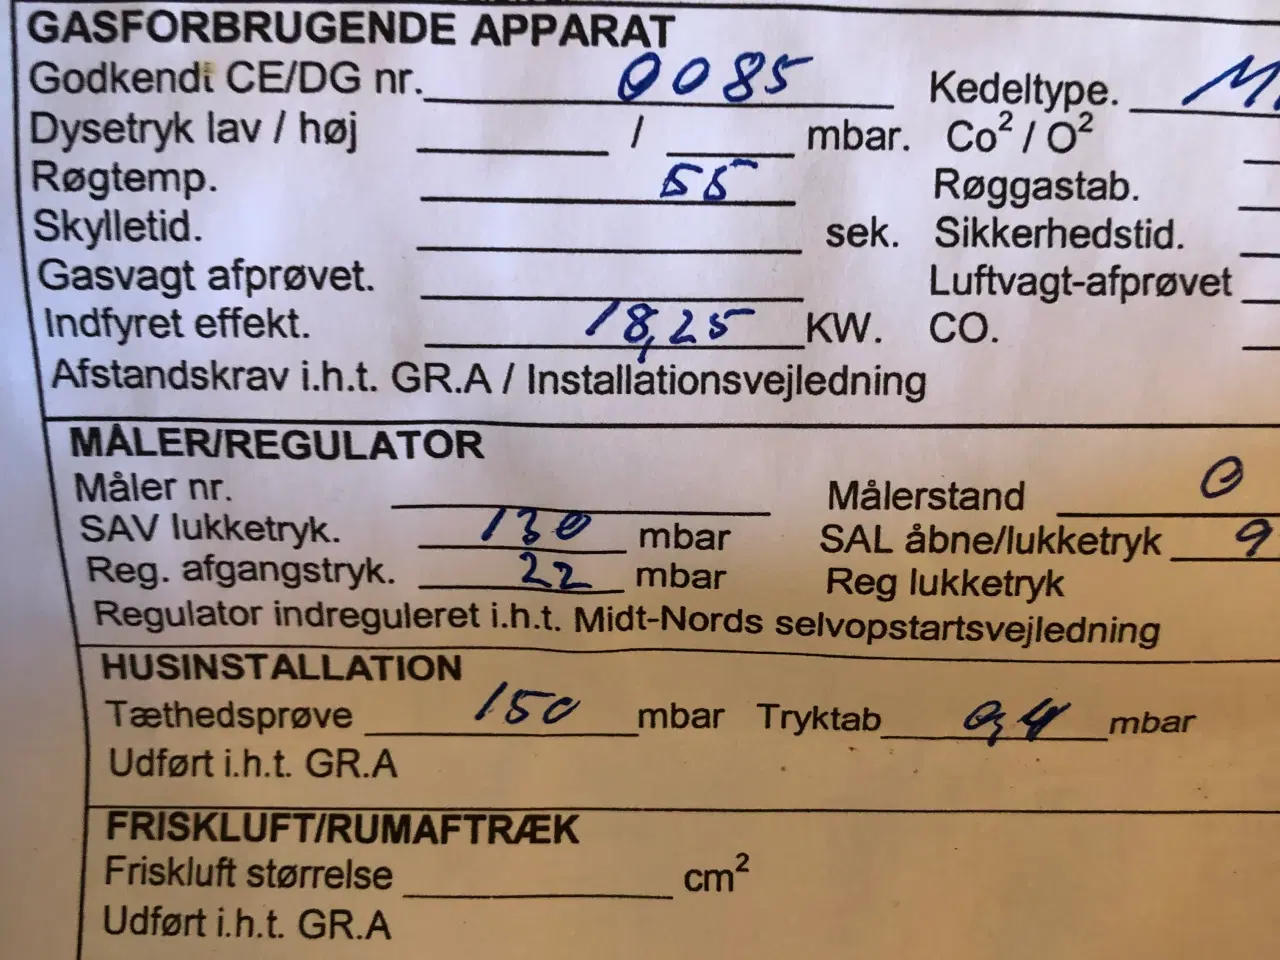 GASFORBRUGENDE APPARAT
Godkendt CE/DG nr. 0085 Kedeltype.
Dysetryk lav / høj / mbar. Co² / O²
Røgtemp. 55 Røggastab.
Skylletid. sek. Sikkerhedstid.
Gasvagt afprøvet. Luftvagt-afprøvet
Indfyret effekt. 18,25 KW. CO.
Afstandskrav i.h.t. GR.A / Installationsvejledning
MÅLER/REGULATOR
Måler nr. Målerstand 0
SAV lukketryk. 130 mbar SAL åbne/lukketryk 9
Reg. afgangstryk. 22 mbar Reg lukketryk
Regulator indreguleret i.h.t. Midt-Nords selvopstartsvejledning
HUSINSTALLATION
Tæthedsprøve 150 mbar Tryktab 0,4 mbar
Udført i.h.t. GR.A
FRISKLUFT/RUMAFTRÆK
Friskluft størrelse cm²
Udført i.h.t. GR.A